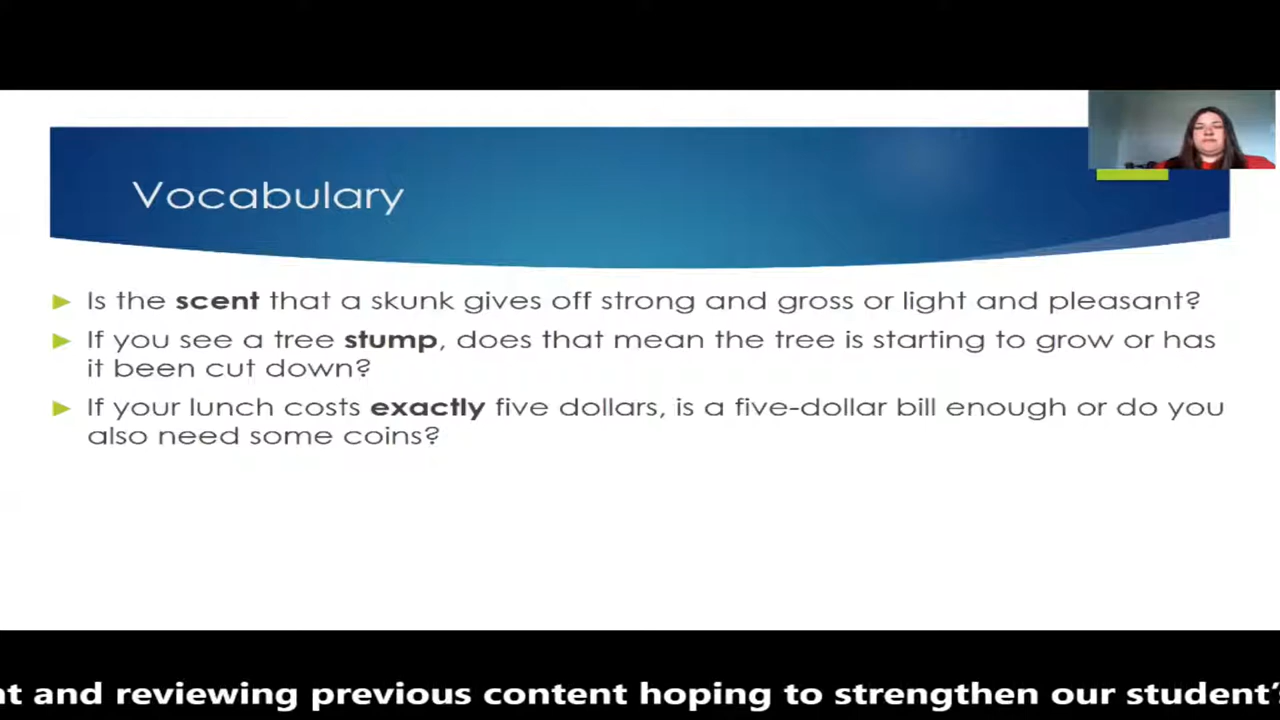 Vocabulary
Is the scent that a skunk gives off strong and gross or light and pleasant?
If you see a tree stump, does that mean the tree is starting to grow or has
it been cut down?
If your lunch costs exactly five dollars, is a five-dollar bill enough or do you
also need some coins?
and reviewing previous content hoping to strengthen our student'